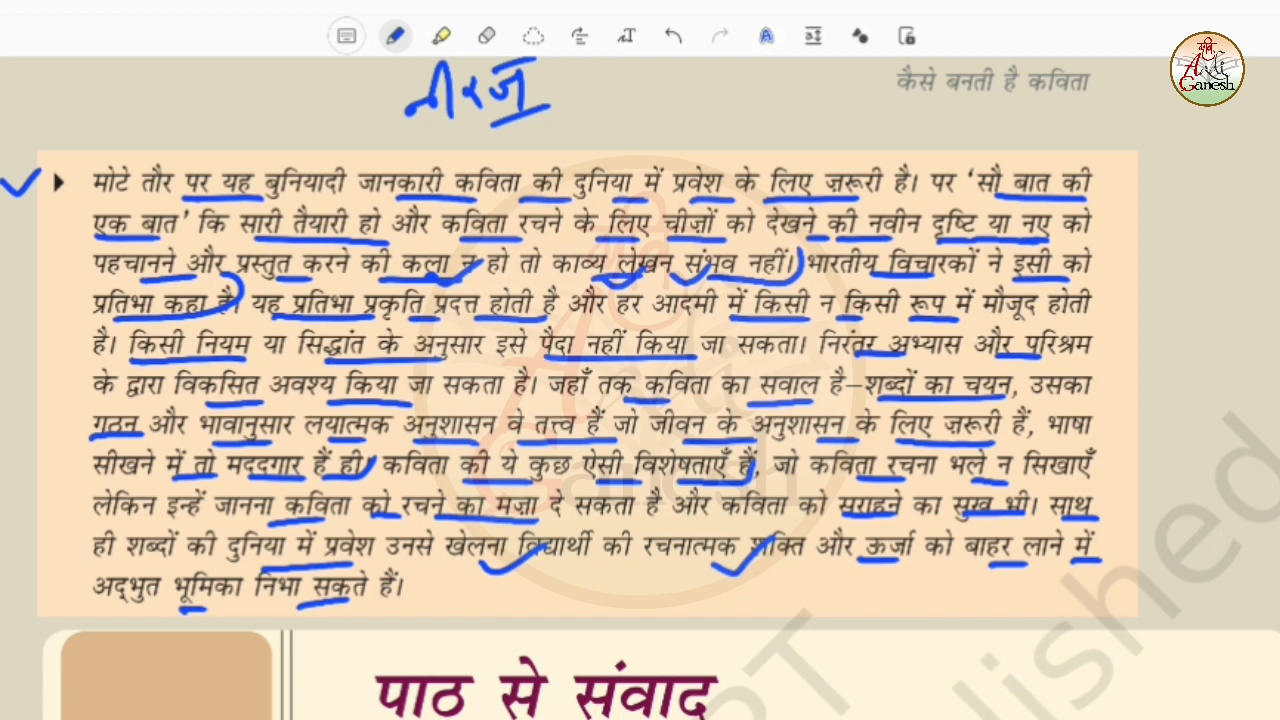 कैसे बनती है कविता
श्री
Arti
Ganesh
नीरज
मोटे तौर पर यह बुनियादी जानकारी कविता की दुनिया में प्रवेश के लिए ज़रूरी है। पर ‘सौ बात की
एक बात’ कि सारी तैयारी हो और कविता रचने के लिए चीज़ों को देखने की नवीन दृष्टि या नए को
पहचानने और प्रस्तुत करने की कला न हो तो काव्य लेखन संभव नहीं। भारतीय विचारकों ने इसी को
प्रतिभा कहा है। यह प्रतिभा प्रकृति प्रदत्त होती है और हर आदमी में किसी न किसी रूप में मौजूद होती
है। किसी नियम या सिद्धांत के अनुसार इसे पैदा नहीं किया जा सकता। निरंतर अभ्यास और परिश्रम
के द्वारा विकसित अवश्य किया जा सकता है। जहाँ तक कविता का सवाल है—शब्दों का चयन, उसका
गठन और भावानुसार लयात्मक अनुशासन वे तत्त्व हैं जो जीवन के अनुशासन के लिए ज़रूरी हैं, भाषा
सीखने में तो मददगार हैं ही। कविता की ये कुछ ऐसी विशेषताएँ हैं, जो कविता रचना भले न सिखाएँ
लेकिन इन्हें जानना कविता को रचने का मज़ा दे सकता है और कविता को सराहने का सुख भी। साथ
ही शब्दों की दुनिया में प्रवेश उनसे खेलना विद्यार्थी की रचनात्मक शक्ति और ऊर्जा को बाहर लाने में
अद्भुत भूमिका निभा सकते हैं।
पाठ से संवाद